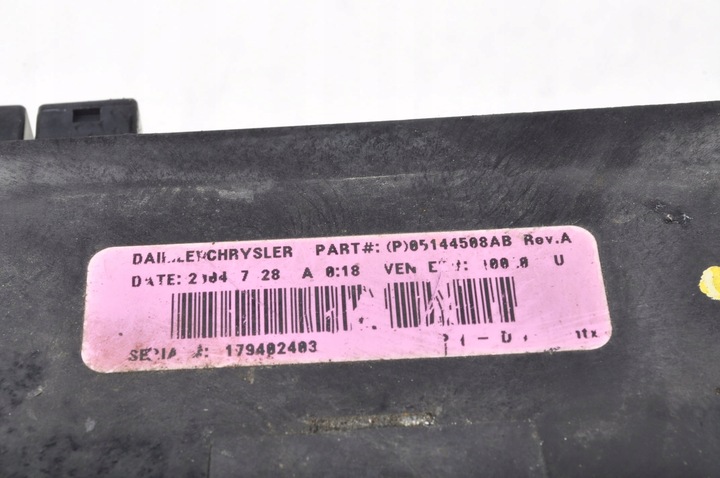 DAIMLERCHRYSLER PART#: (P)05144508AB Rev.A
DATE: 2004 7 28 A 0:18 U
SERIAL #: 179402403